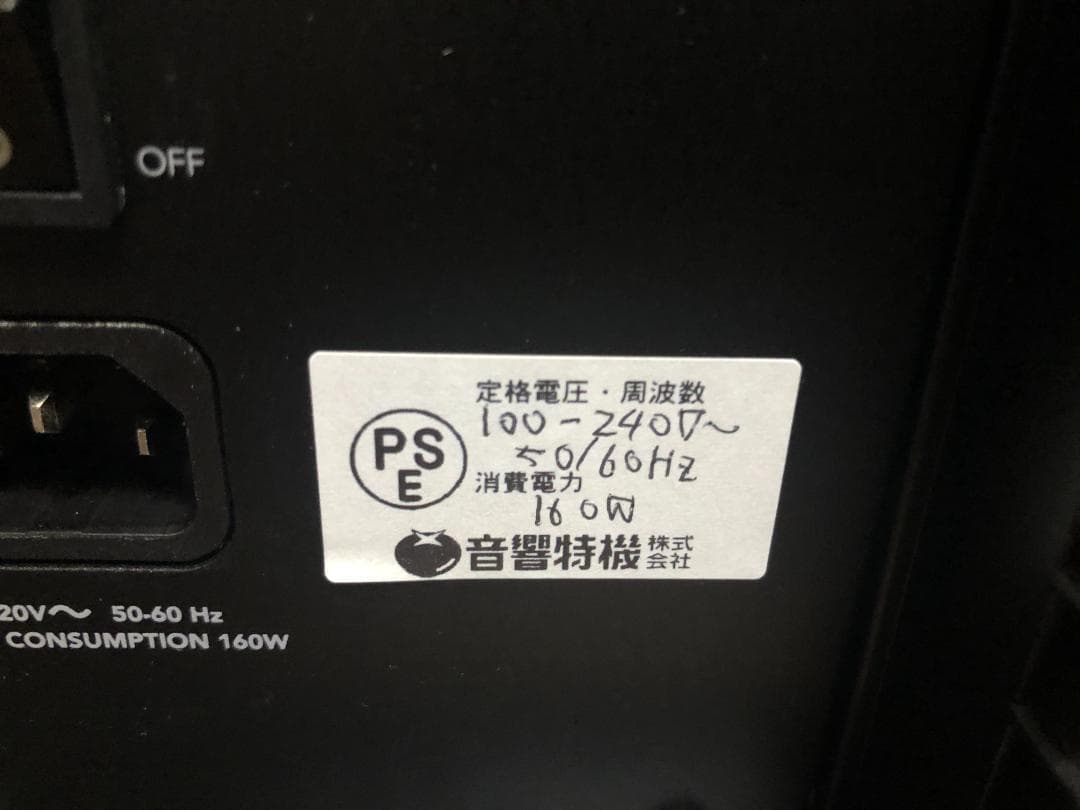 OFF
定格電圧・周波数
100-240V~
50/60Hz
PSE
消費電力
160W
音響特機株式会社
20V~ 50-60 Hz
CONSUMPTION 160W